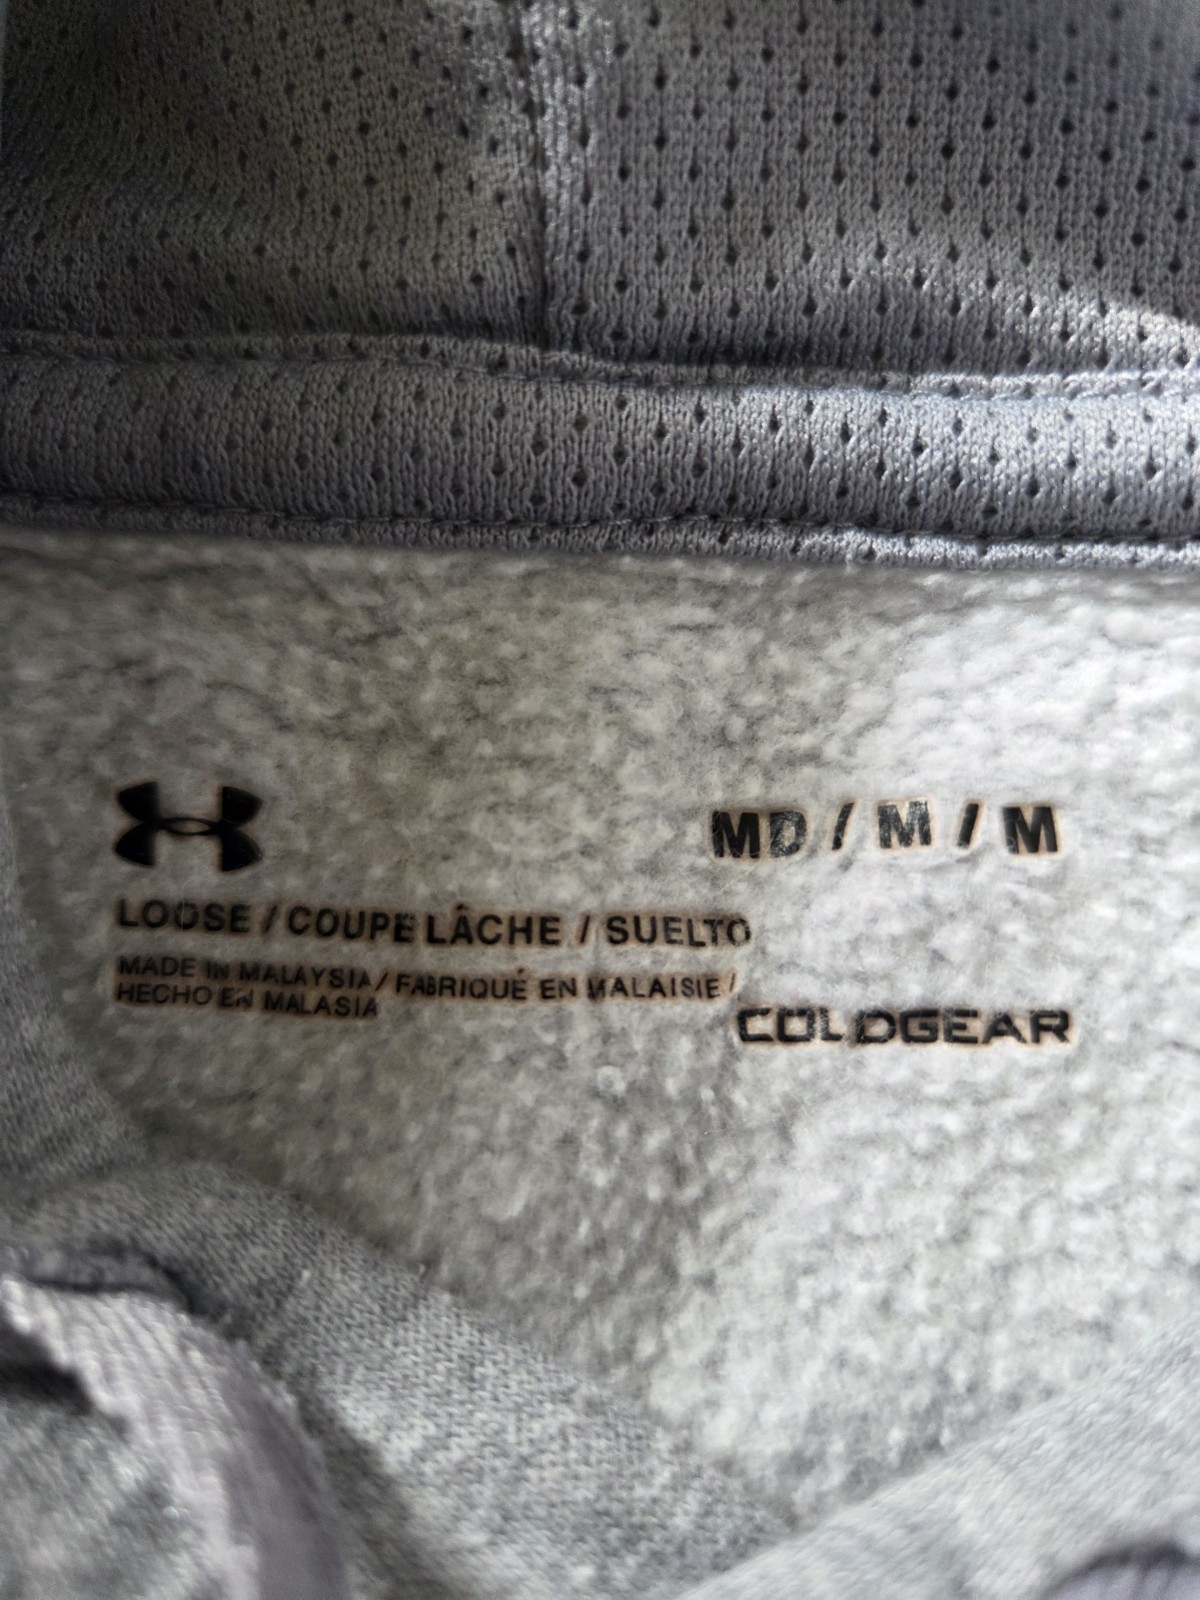 MD / M / M
LOOSE / COUPE LÂCHE / SUELTO
MADE IN MALAYSIA / FABRIQUÉ EN MALAISIE /
HECHO EN MALASIA
COLDGEAR